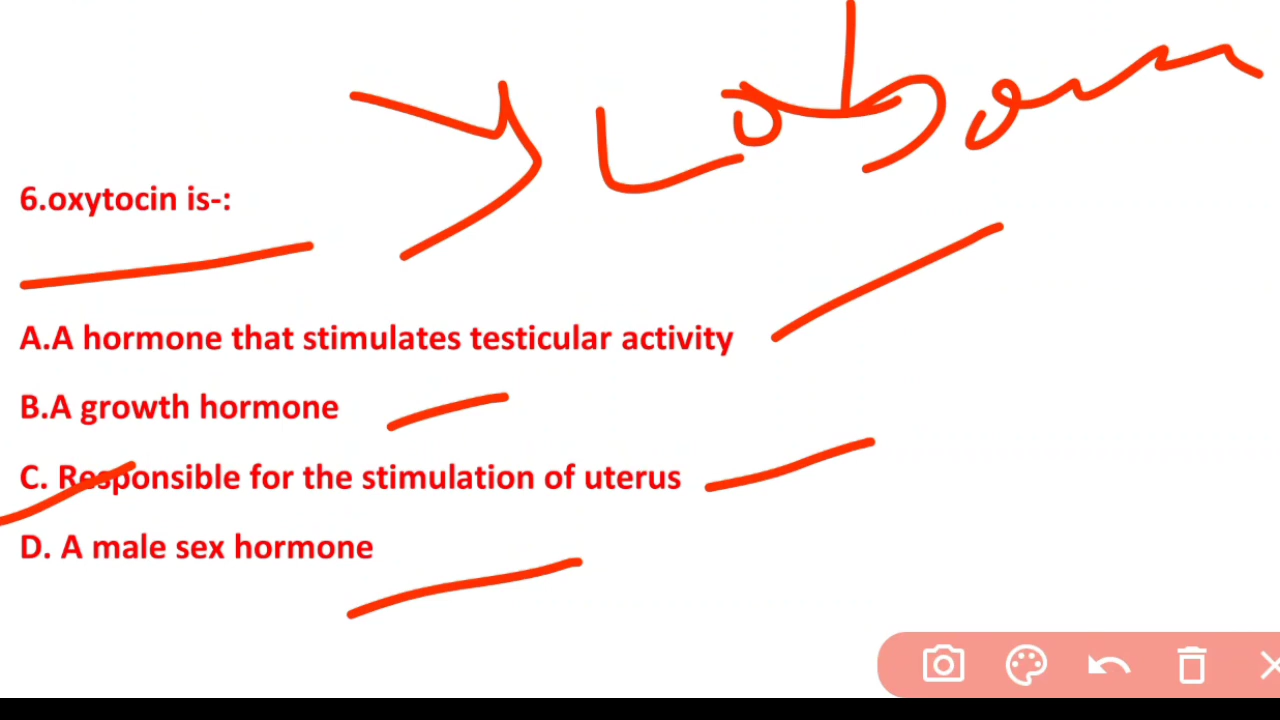 Labour
6.oxytocin is-:
A.A hormone that stimulates testicular activity
B.A growth hormone
C. Responsible for the stimulation of uterus
D. A male sex hormone